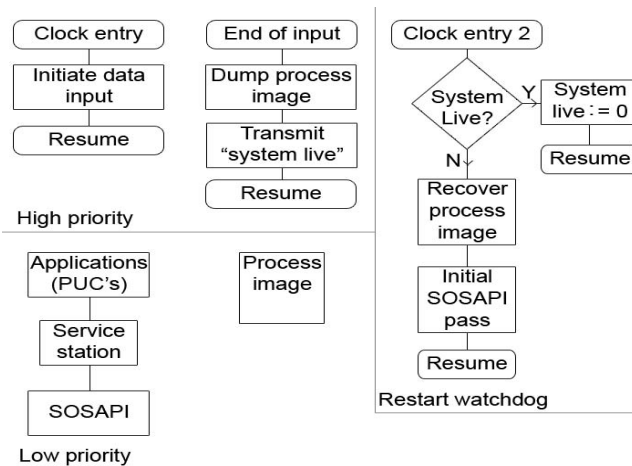 Clock entry
Initiate data
input
Resume
End of input
Dump process
image
Transmit
“system live”
Resume
High priority
Clock entry 2
System
Live?
Y
System
live := 0
Resume
N
Recover
process
image
Initial
SOSAPI
pass
Resume
Restart watchdog
Applications
(PUC's)
Service
station
SOSAPI
Process
image
Low priority